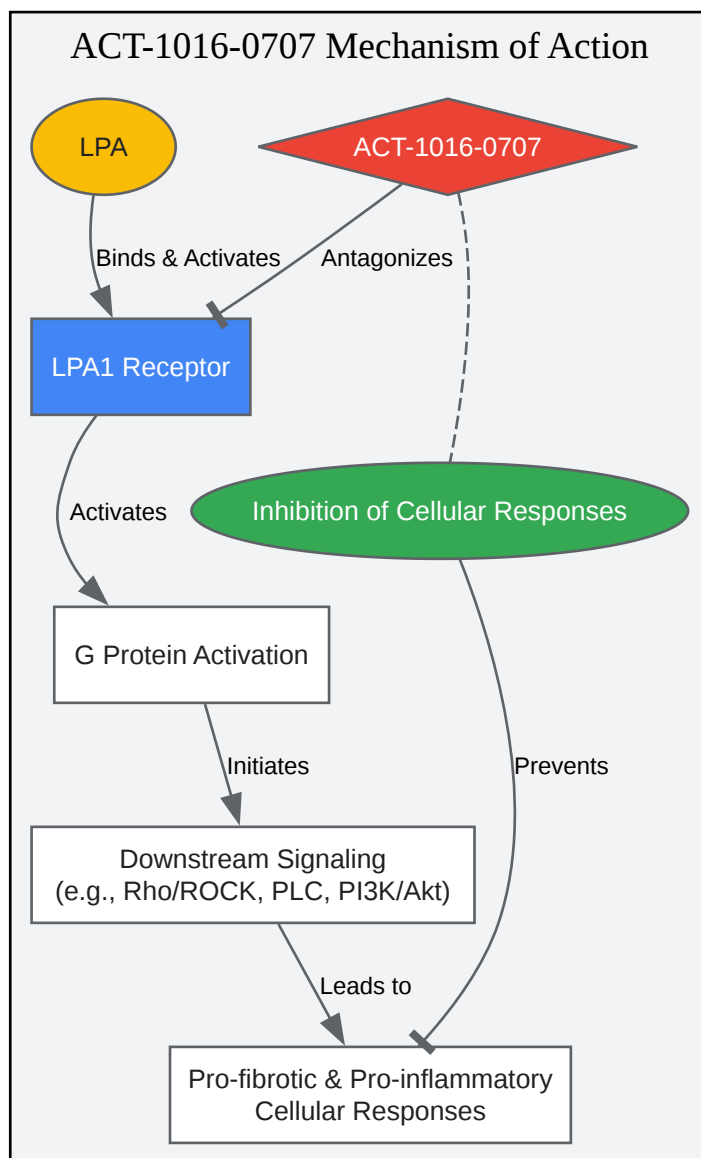 ACT-1016-0707 Mechanism of Action
LPA
ACT-1016-0707
Binds & Activates
Antagonizes
LPA1 Receptor
Activates
Inhibition of Cellular Responses
G Protein Activation
Initiates
Prevents
Downstream Signaling
(e.g., Rho/ROCK, PLC, PI3K/Akt)
Leads to
Pro-fibrotic & Pro-inflammatory
Cellular Responses